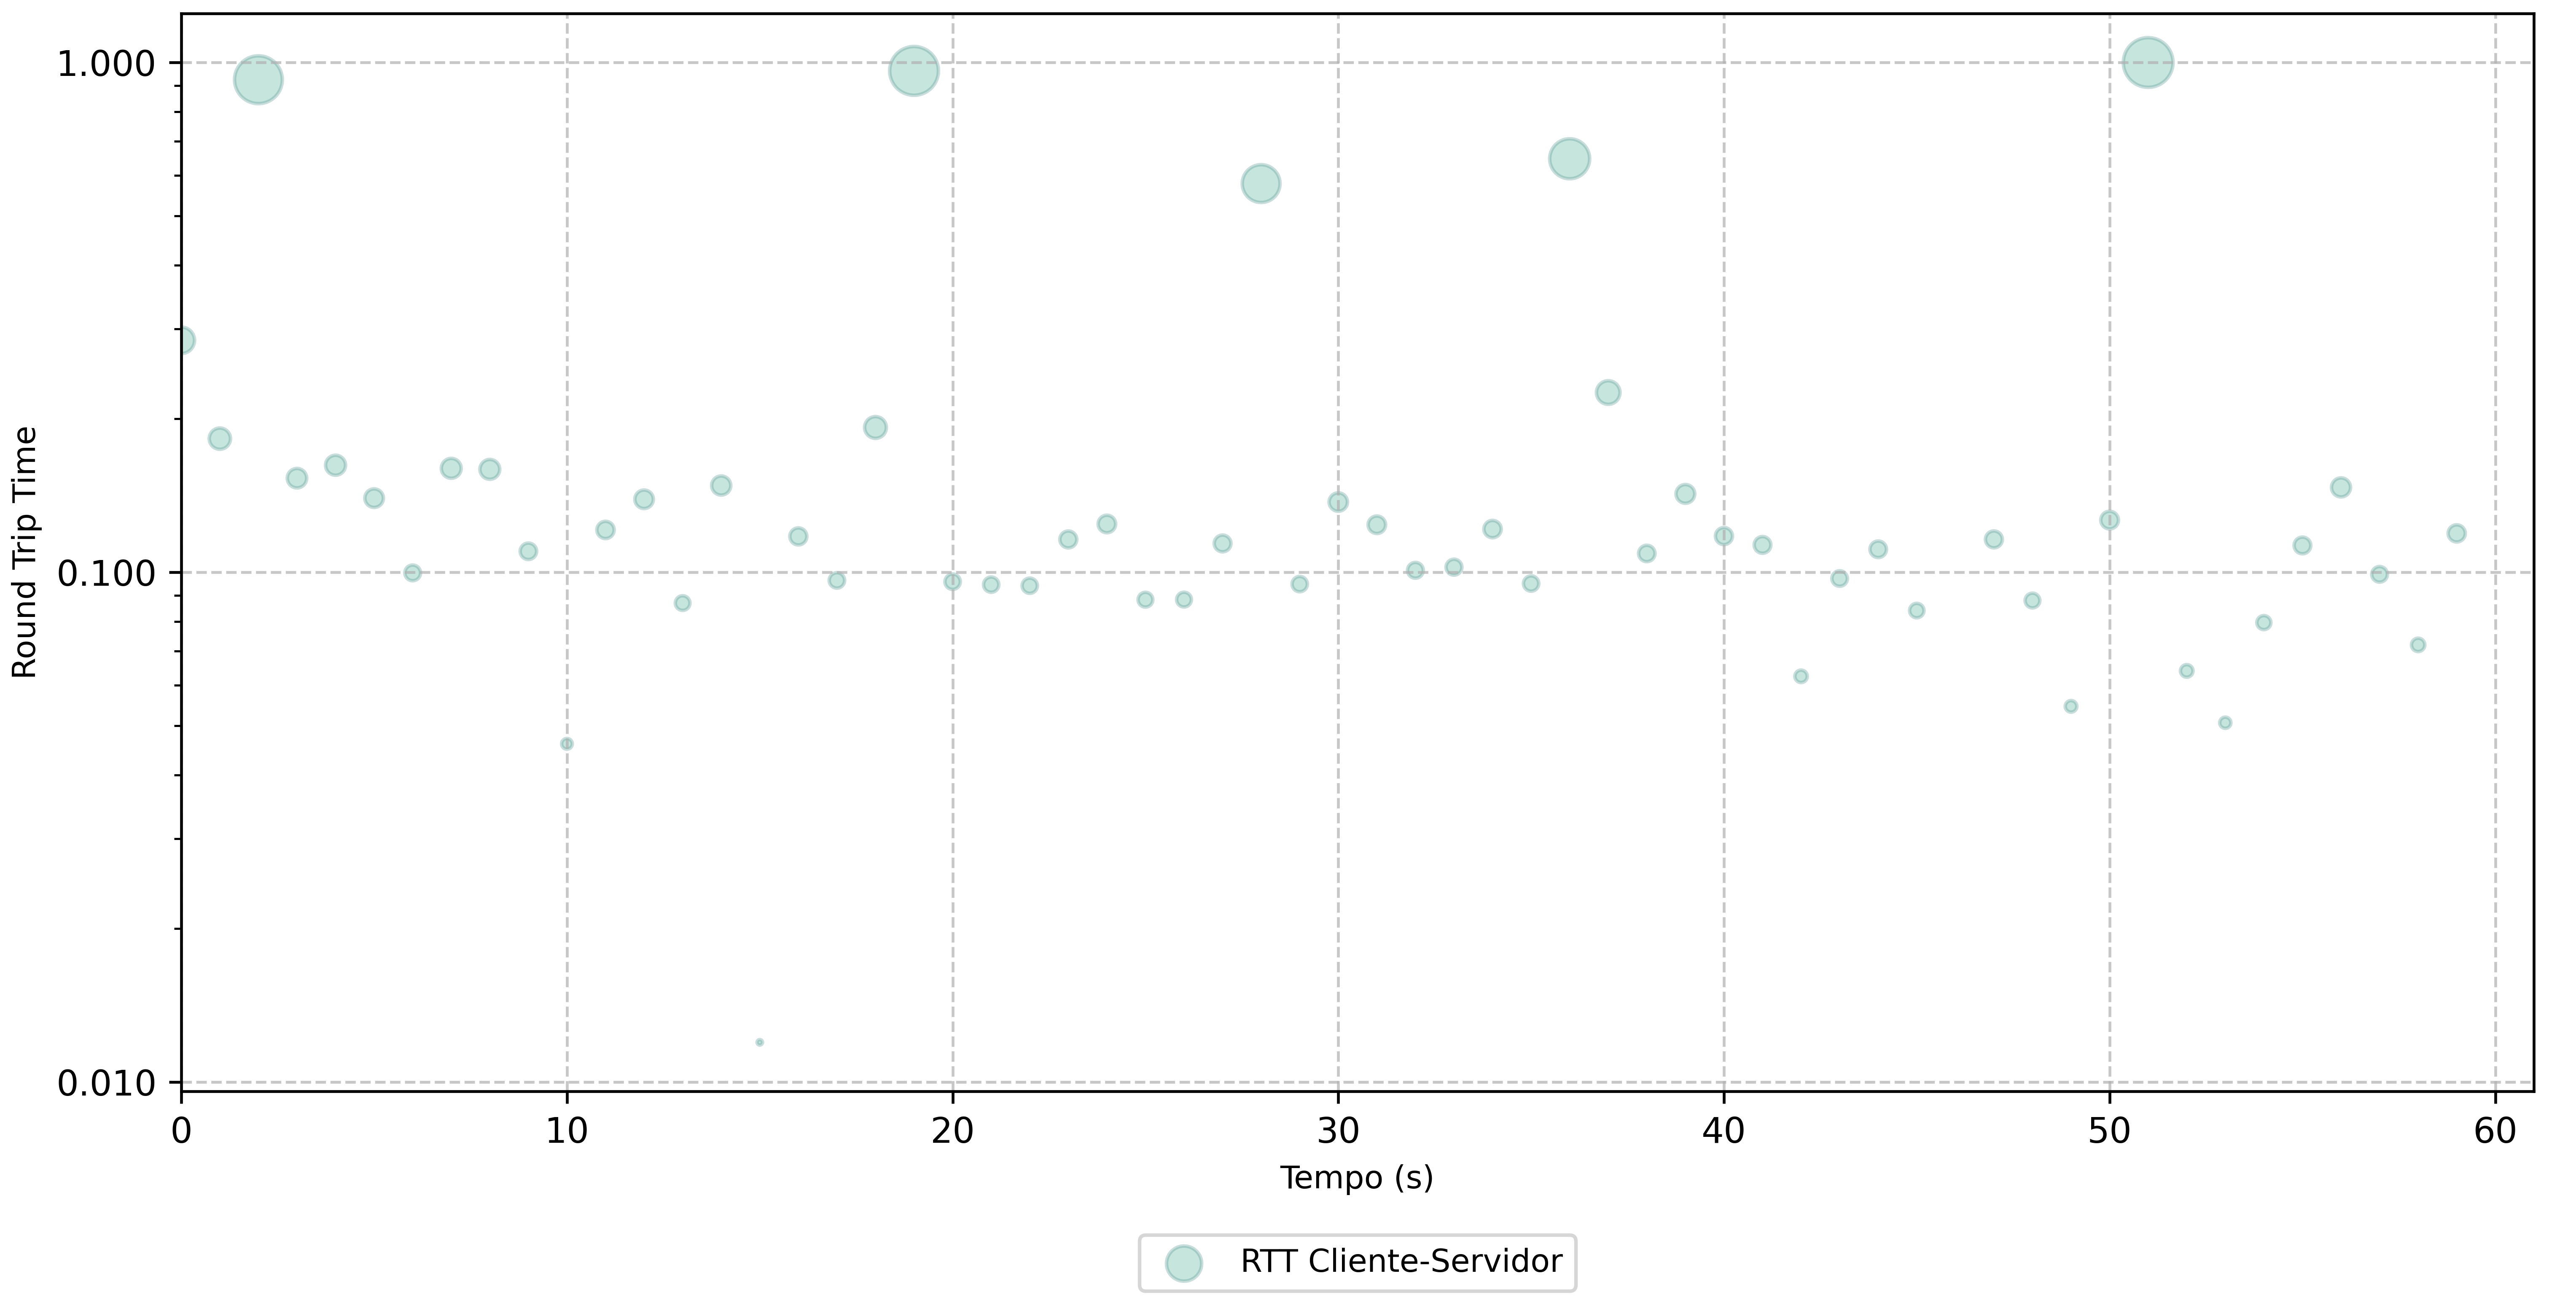 Round Trip Time
1.000
0.100
0.010
0 10 20 30 40 50 60
Tempo (s)
RTT Cliente-Servidor